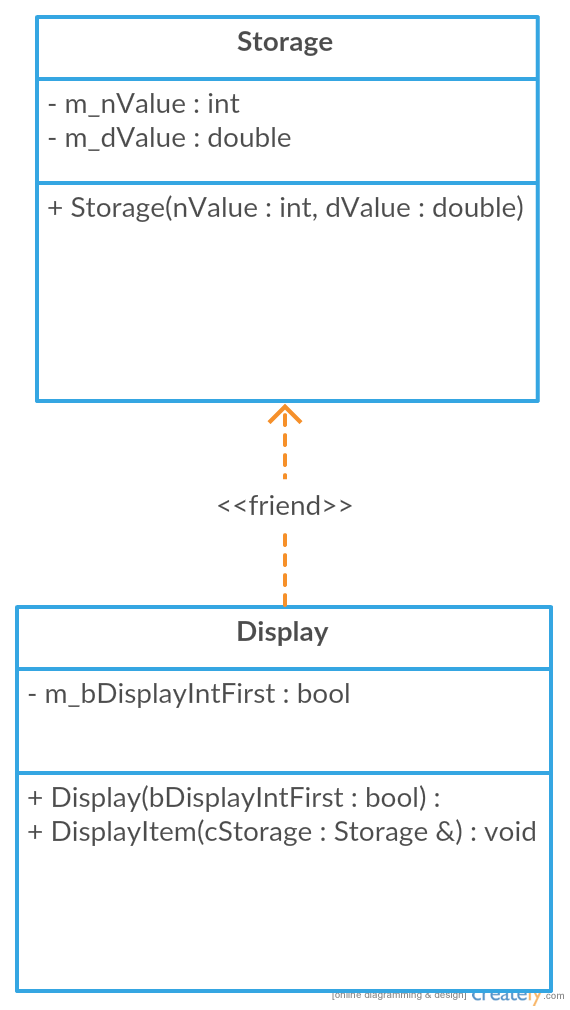 Storage
- m_nValue : int
- m_dValue : double
+ Storage(nValue : int, dValue : double)
<<friend>>
Display
- m_bDisplayIntFirst : bool
+ Display(bDisplayIntFirst : bool) :
+ DisplayItem(cStorage : Storage &) : void
[online diagramming & design] creately.com